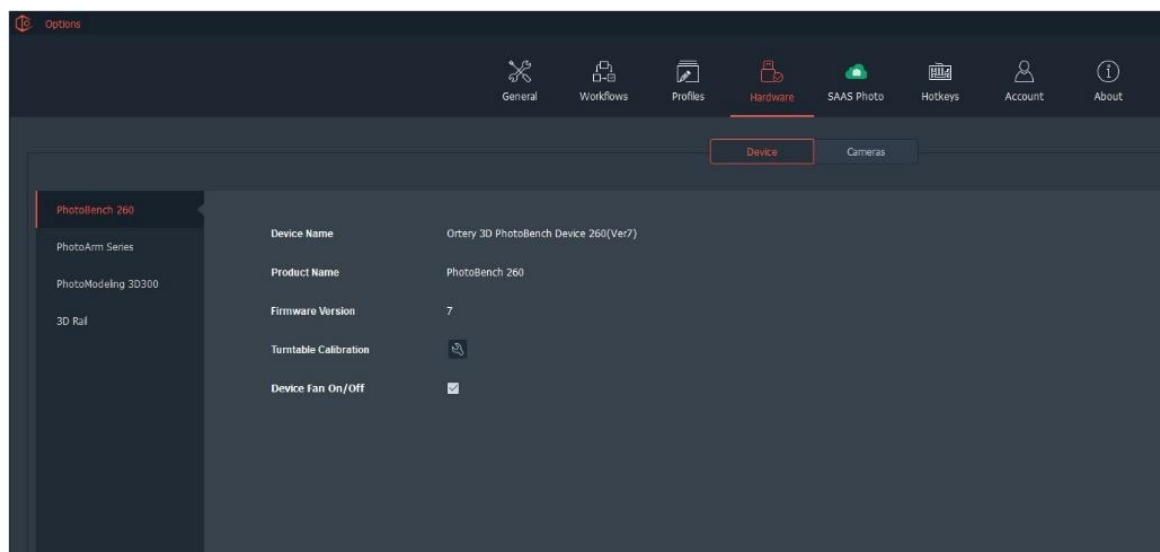 Options
General Workflows Profiles Hardware SAAS Photo Hotkeys Account About
Device Cameras
PhotoBench 260
PhotoArm Series
PhotoModeling 3D300
3D Rail
Device Name Ortery 3D PhotoBench Device 260(Ver7)
Product Name PhotoBench 260
Firmware Version 7
Turntable Calibration
Device Fan On/Off